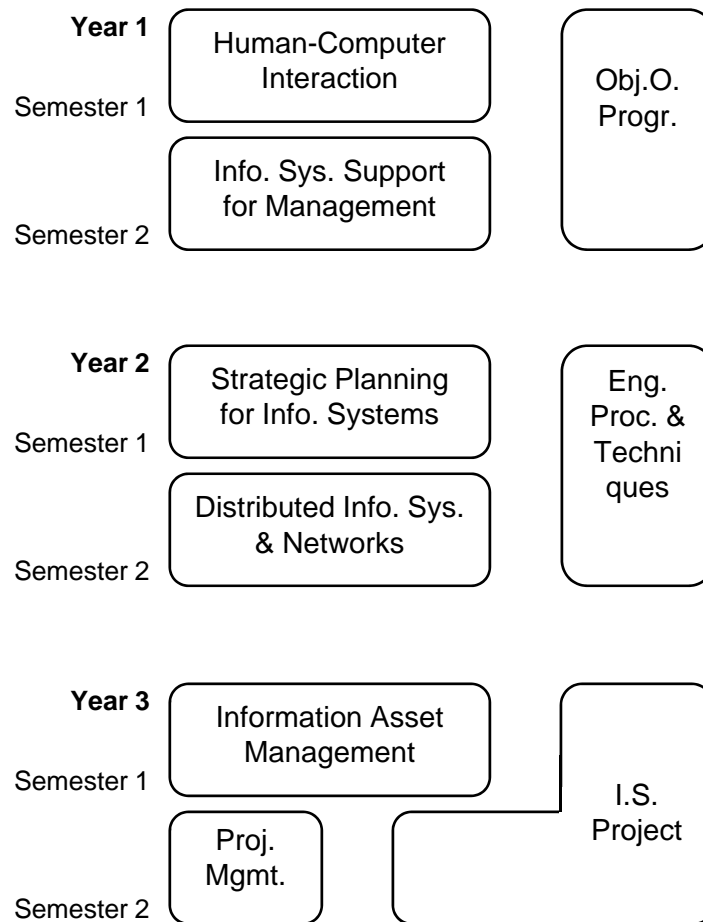 Year 1
Human-Computer
Interaction
Semester 1
Obj.O.
Progr.
Info. Sys. Support
for Management
Semester 2
Year 2
Strategic Planning
for Info. Systems
Semester 1
Eng.
Proc. &
Techni
ques
Distributed Info. Sys.
& Networks
Semester 2
Year 3
Information Asset
Management
Semester 1
I.S.
Project
Proj.
Mgmt.
Semester 2